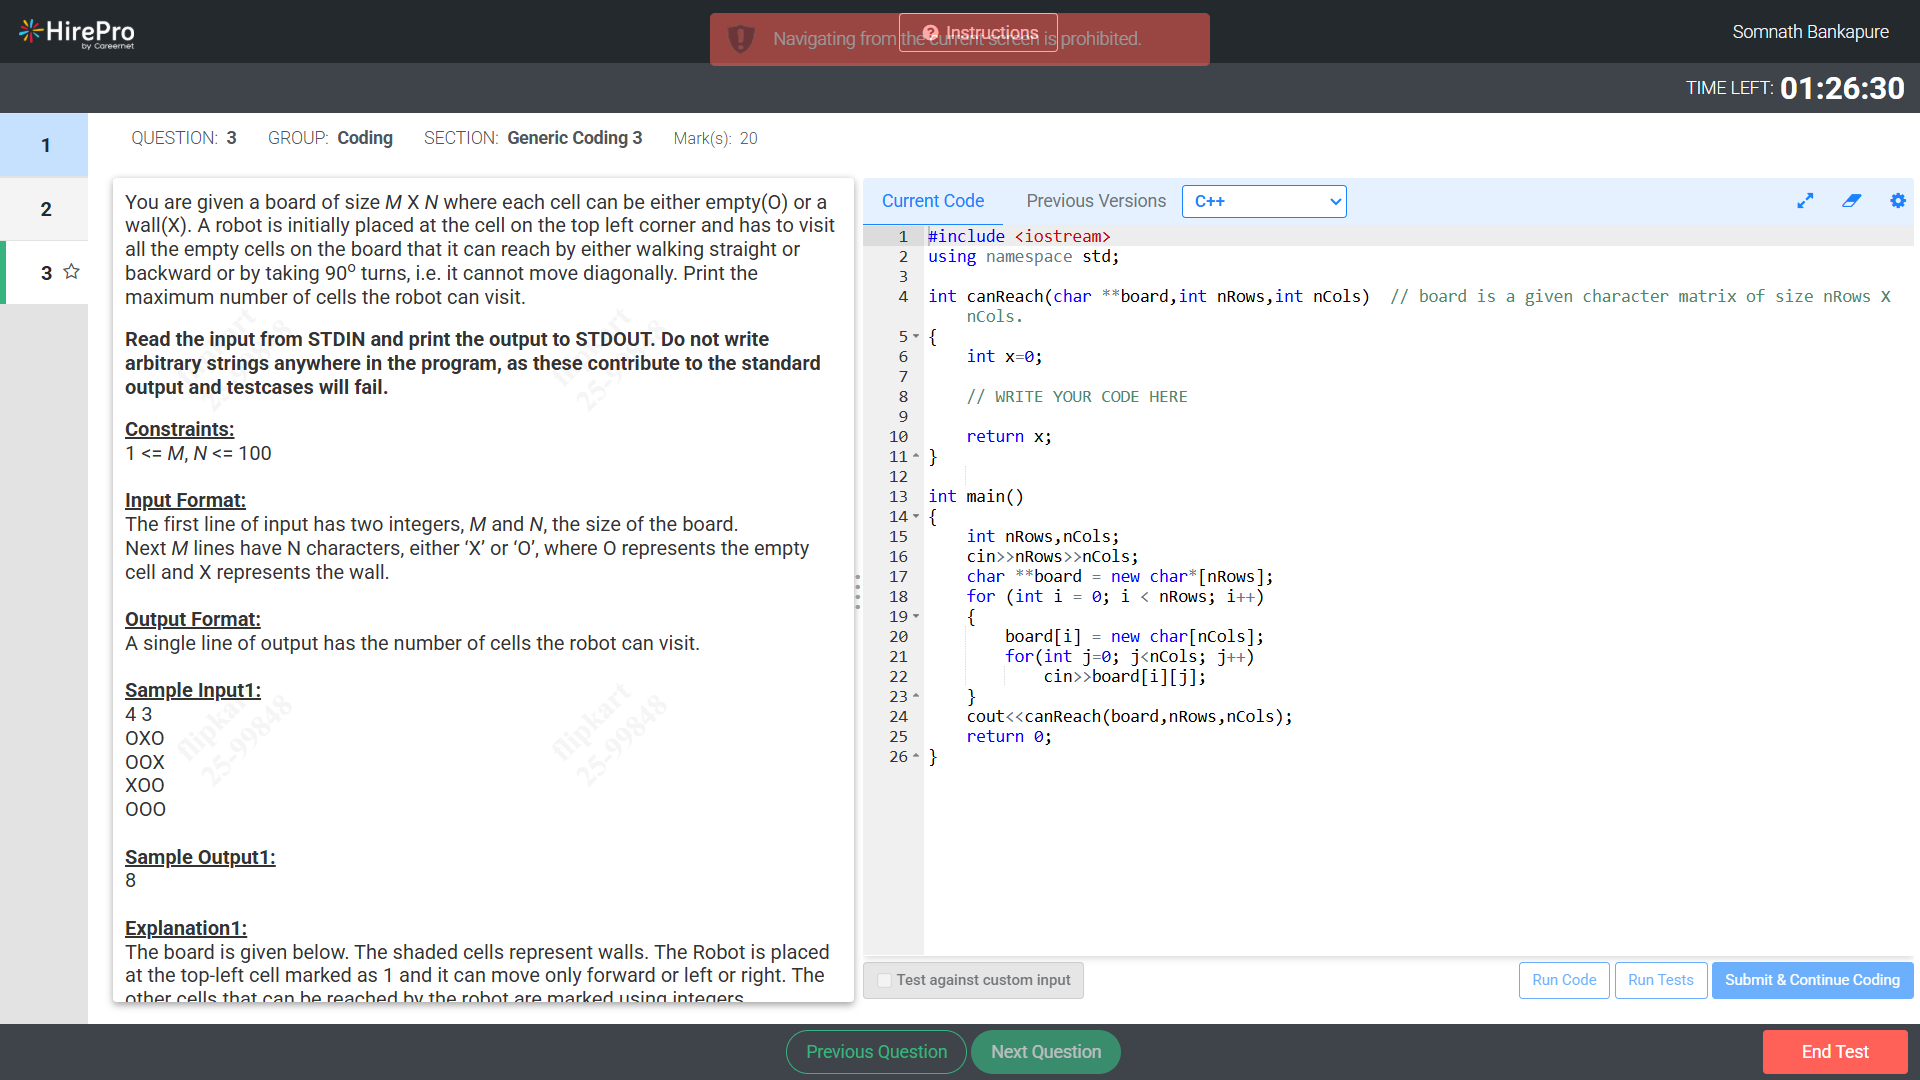 HirePro
by Careernet
Navigating from the current screen is prohibited.
Instructions
Somnath Bankapure
TIME LEFT: 01:26:30
1
2
3
QUESTION: 3 GROUP: Coding SECTION: Generic Coding 3 Mark(s): 20
You are given a board of size M X N where each cell can be either empty(O) or a
wall(X). A robot is initially placed at the cell on the top left corner and has to visit
all the empty cells on the board that it can reach by either walking straight or
backward or by taking 90⁰ turns, i.e. it cannot move diagonally. Print the
maximum number of cells the robot can visit.
Read the input from STDIN and print the output to STDOUT. Do not write
arbitrary strings anywhere in the program, as these contribute to the standard
output and testcases will fail.
Constraints:
1 <= M, N <= 100
Input Format:
The first line of input has two integers, M and N, the size of the board.
Next M lines have N characters, either ‘X’ or ‘O’, where O represents the empty
cell and X represents the wall.
Output Format:
A single line of output has the number of cells the robot can visit.
Sample Input1:
4 3
OXO
OOX
XOO
OOO
Sample Output1:
8
Explanation1:
The board is given below. The shaded cells represent walls. The Robot is placed
at the top-left cell marked as 1 and it can move only forward or left or right. The
other cells that can be reached by the robot are marked using integers
flipkart
25-99848
flipkart
25-99848
Current Code Previous Versions C++
1 #include <iostream>
2 using namespace std;
3
4 int canReach(char **board,int nRows,int nCols)  // board is a given character matrix of size nRows X
nCols.
5 {
6 int x=0;
7
8 // WRITE YOUR CODE HERE
9
10 return x;
11 }
12
13 int main()
14 {
15 int nRows,nCols;
16 cin>>nRows>>nCols;
17 char **board = new char*[nRows];
18 for (int i = 0; i < nRows; i++)
19 {
20 board[i] = new char[nCols];
21 for(int j=0; j<nCols; j++)
22 cin>>board[i][j];
23 }
24 cout<<canReach(board,nRows,nCols);
25 return 0;
26 }
Test against custom input
Run Code
Run Tests
Submit & Continue Coding
Previous Question
Next Question
End Test